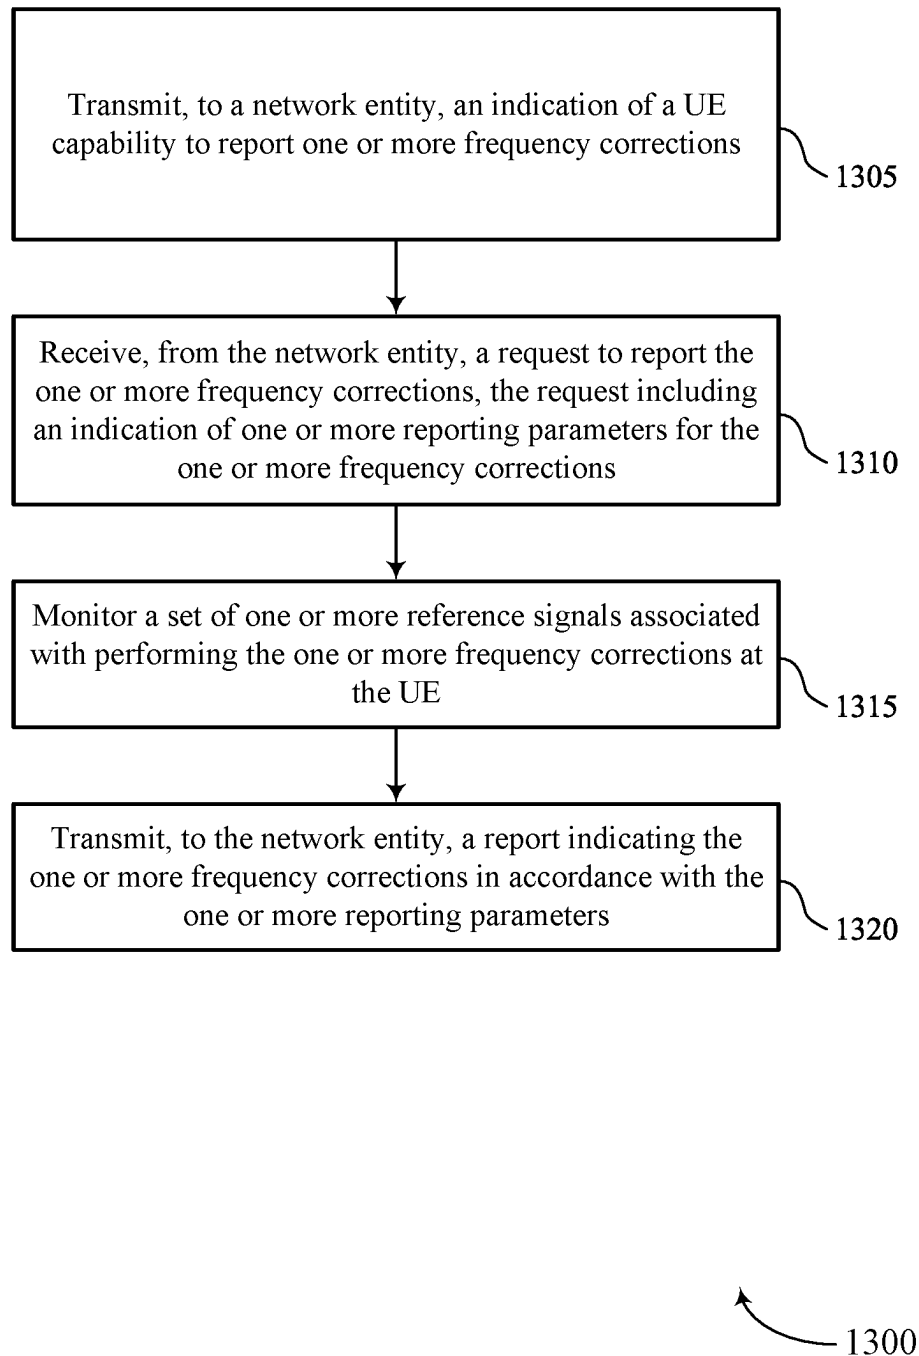 Transmit, to a network entity, an indication of a UE
capability to report one or more frequency corrections
1305
Receive, from the network entity, a request to report the
one or more frequency corrections, the request including
an indication of one or more reporting parameters for the
one or more frequency corrections
1310
Monitor a set of one or more reference signals associated
with performing the one or more frequency corrections at
the UE
1315
Transmit, to the network entity, a report indicating the
one or more frequency corrections in accordance with the
one or more reporting parameters
1320
1300